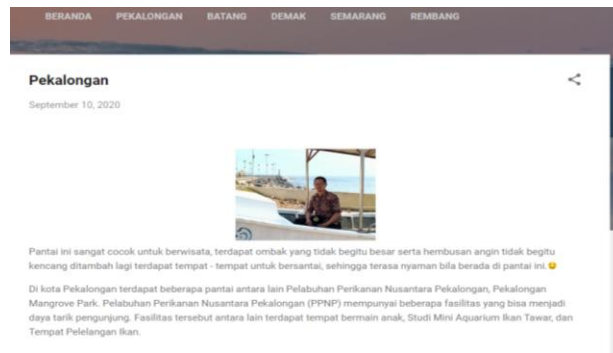 BERANDA PEKALONGAN BATANG DEMAK SEMARANG REMBANG
Pekalongan
September 10, 2020
Pantai ini sangat cocok untuk berwisata, terdapat ombak yang tidak begitu besar serta hembusan angin tidak begitu
kencang ditambah lagi terdapat tempat - tempat untuk bersantai, sehingga terasa nyaman bila berada di pantai ini.
Di kota Pekalongan terdapat beberapa pantai antara lain Pelabuhan Perikanan Nusantara Pekalongan, Pekalongan
Mangrove Park. Pelabuhan Perikanan Nusantara Pekalongan (PPNP) mempunyai beberapa fasilitas yang bisa menjadi
daya tarik pengunjung. Fasilitas tersebut antara lain terdapat tempat bermain anak, Studi Mini Aquarium Ikan Tawar, dan
Tempat Pelelangan Ikan.